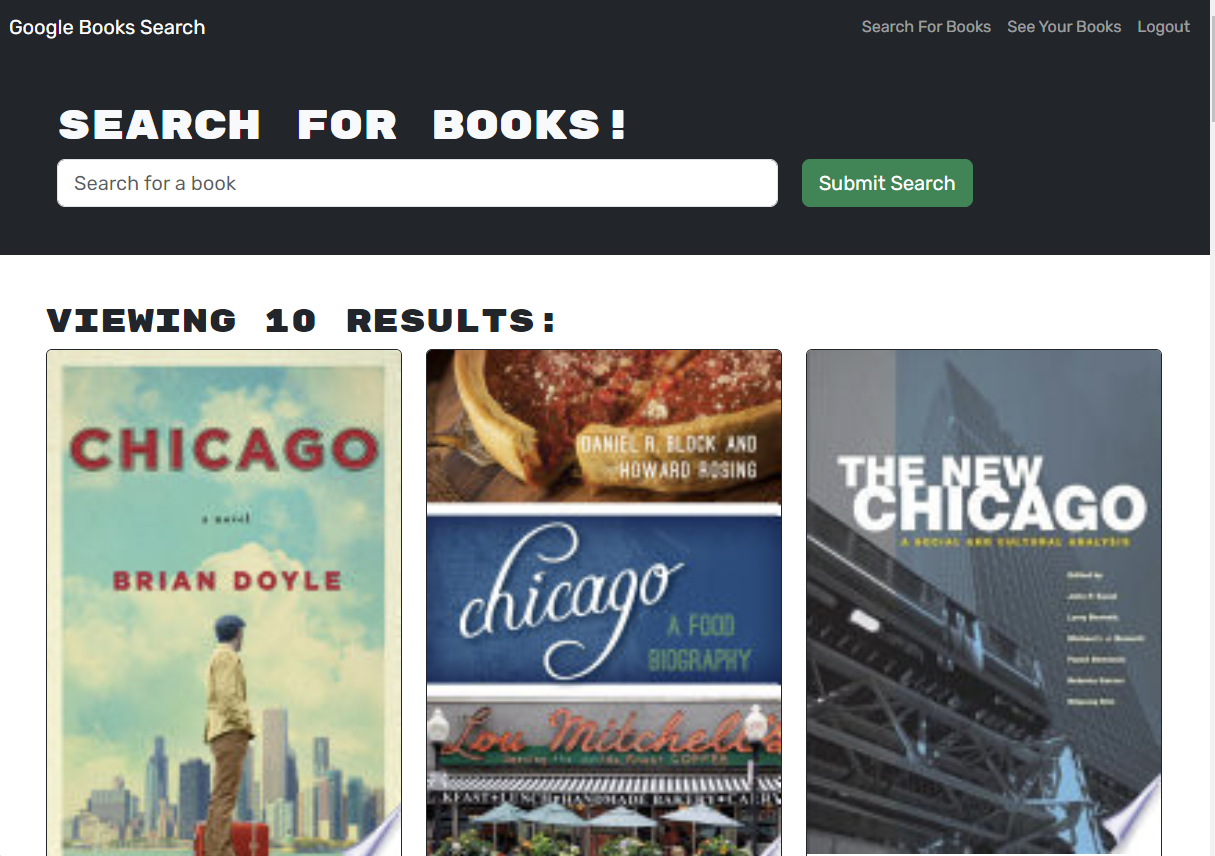 Google Books Search
Search For Books See Your Books Logout
SEARCH FOR BOOKS!
Search for a book
Submit Search
VIEWING 10 RESULTS:
CHICAGO
a novel
BRIAN DOYLE
DANIEL R. BLOCK AND
HOWARD ROSING
chicago
A FOOD
BIOGRAPHY
Lou Mitchell's
THE NEW
CHICAGO
A SOCIAL AND CULTURAL ANALYSIS
Edited by